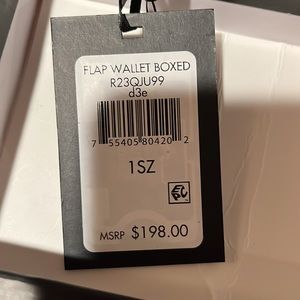 FLAP WALLET BOXED
R23QJU99
d3e
7 55405 80420 2
1SZ
MSRP $198.00